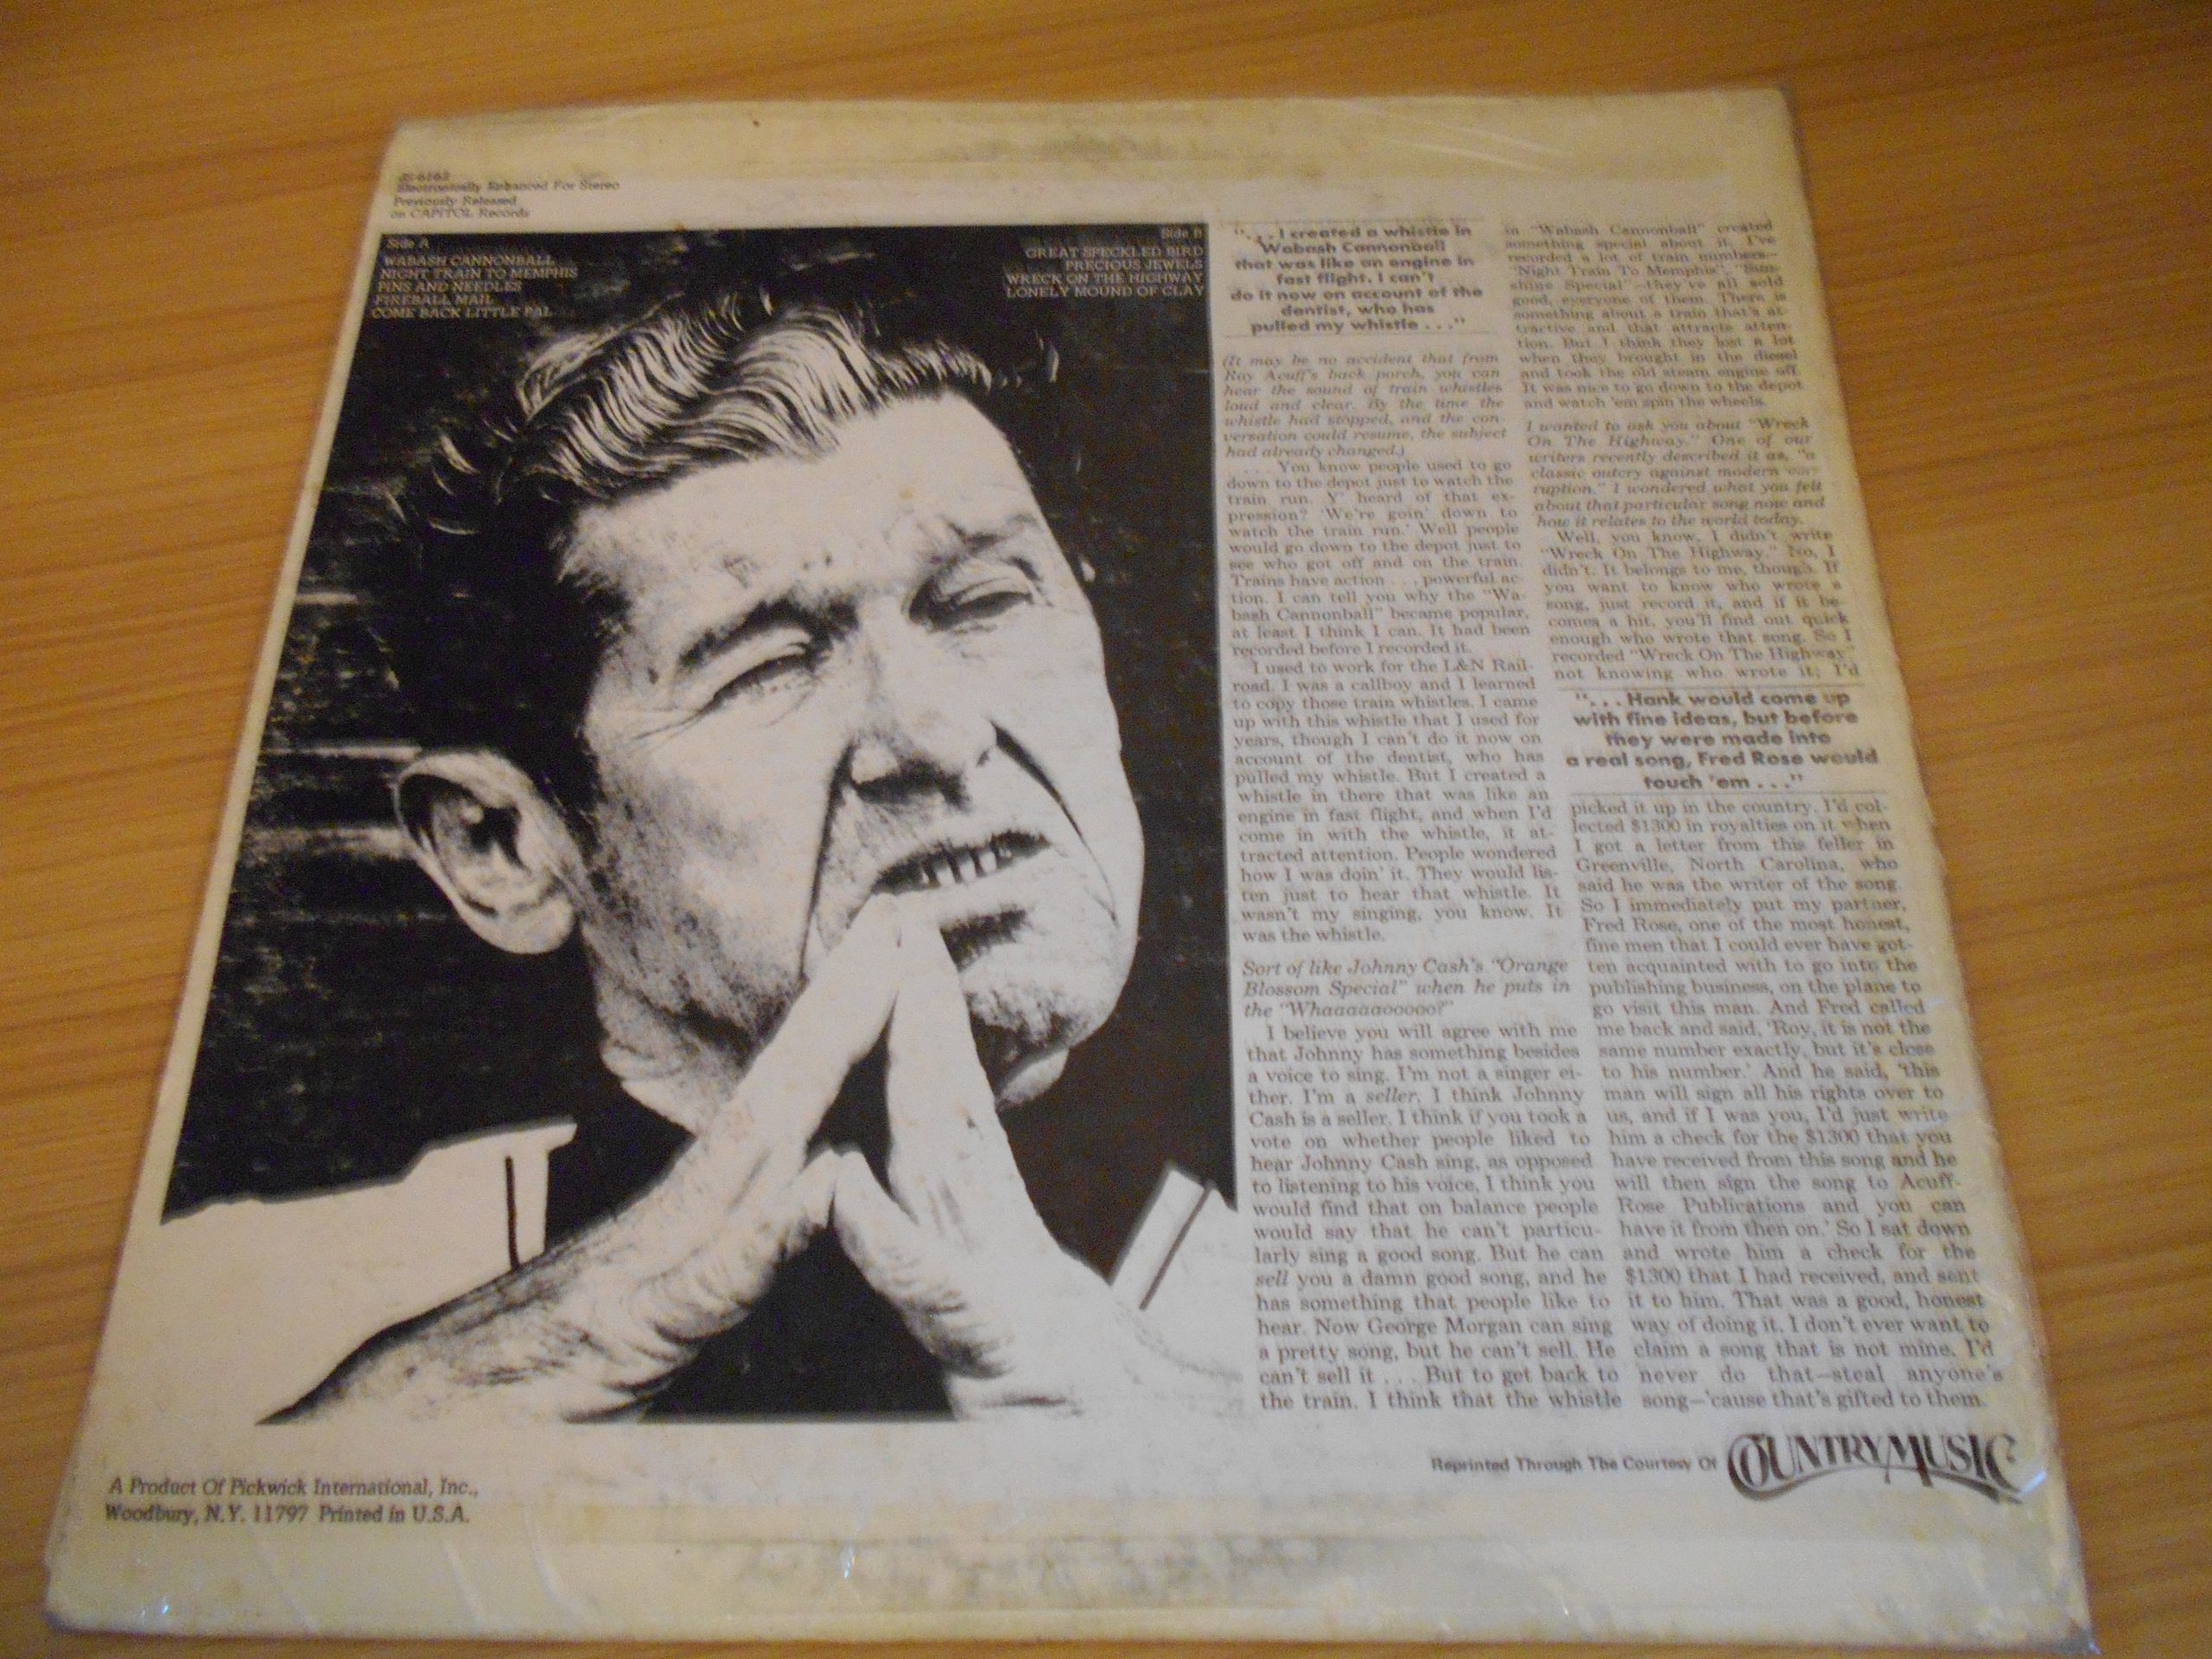 JS-6162
Electronically Enhanced For Stereo
Previously Released
on CAPITOL Records
Side A
WABASH CANNONBALL
NIGHT TRAIN TO MEMPHIS
PINS AND NEEDLES
FIREBALL MAIL
COME BACK LITTLE PAL
Side B
GREAT SPECKLED BIRD
PRECIOUS JEWELS
WRECK ON THE HIGHWAY
LONELY MOUND OF CLAY
". . . I created a whistle in
Wabash Cannonball
that was like an engine in
fast flight. I can't
do it now on account of the
dentist, who has
pulled my whistle . . ."
(It may be no accident that from
Roy Acuff's back porch, you can
hear the sound of train whistles
loud and clear. By the time the
whistle had stopped, and the con-
versation could resume, the subject
had already changed.)
. . . You know people used to go
down to the depot just to watch the
train run. Y' heard of that ex-
pression? 'We're goin' down to
watch the train run.' Well people
would go down to the depot just to
see who got off and on the train.
Trains have action . . . powerful ac-
tion. I can tell you why the "Wa-
bash Cannonball" became popular,
at least I think I can. It had been
recorded before I recorded it.
I used to work for the L&N Rail-
road. I was a callboy and I learned
to copy those train whistles. I came
up with this whistle that I used for
years, though I can't do it now on
account of the dentist, who has
pulled my whistle. But I created a
whistle in there that was like an
engine in fast flight, and when I'd
come in with the whistle, it at-
tracted attention. People wondered
how I was doin' it. They would lis-
ten just to hear that whistle. It
wasn't my singing, you know. It
was the whistle.
Sort of like Johnny Cash's "Orange
Blossom Special" when he puts in
the "Whaaaaaooooo?"
I believe you will agree with me
that Johnny has something besides
a voice to sing. I'm not a singer ei-
ther. I'm a seller. I think Johnny
Cash is a seller. I think if you took a
vote on whether people liked to
hear Johnny Cash sing, as opposed
to listening to his voice, I think you
would find that on balance people
would say that he can't particu-
larly sing a good song. But he can
sell you a damn good song, and he
has something that people like to
hear. Now George Morgan can sing
a pretty song, but he can't sell. He
can't sell it . . . But to get back to
the train. I think that the whistle
in "Wabash Cannonball" created
something special about it. I've
recorded a lot of train numbers—
"Night Train To Memphis", "Sun-
shine Special"—they've all sold
good, everyone of them. There is
something about a train that's at-
tractive and that attracts atten-
tion. But I think they lost a lot
when they brought in the diesel
and took the old steam engine off.
It was nice to go down to the depot
and watch 'em spin the wheels.
I wanted to ask you about "Wreck
On The Highway." One of our
writers recently described it as, "a
classic outcry against modern cor-
ruption." I wondered what you felt
about that particular song now and
how it relates to the world today.
Well, you know, I didn't write
"Wreck On The Highway." No, I
didn't. It belongs to me, though. If
you want to know who wrote a
song, just record it, and if it be-
comes a hit, you'll find out quick
enough who wrote that song. So I
recorded "Wreck On The Highway"
not knowing who wrote it; I'd
". . . Hank would come up
with fine ideas, but before
they were made into
a real song, Fred Rose would
touch 'em . . ."
picked it up in the country. I'd col-
lected $1300 in royalties on it when
I got a letter from this feller in
Greenville, North Carolina, who
said he was the writer of the song.
So I immediately put my partner,
Fred Rose, one of the most honest,
fine men that I could ever have got-
ten acquainted with to go into the
publishing business, on the plane to
go visit this man. And Fred called
me back and said, 'Roy, it is not the
same number exactly, but it's close
to his number.' And he said, 'this
man will sign all his rights over to
us, and if I was you, I'd just write
him a check for the $1300 that you
have received from this song and he
will then sign the song to Acuff-
Rose Publications and you can
have it from then on.' So I sat down
and wrote him a check for the
$1300 that I had received, and sent
it to him. That was a good, honest
way of doing it. I don't ever want to
claim a song that is not mine. I'd
never do that—steal anyone's
song—'cause that's gifted to them.
Reprinted Through The Courtesy Of COUNTRY MUSIC
A Product Of Pickwick International, Inc.,
Woodbury, N.Y. 11797 Printed in U.S.A.